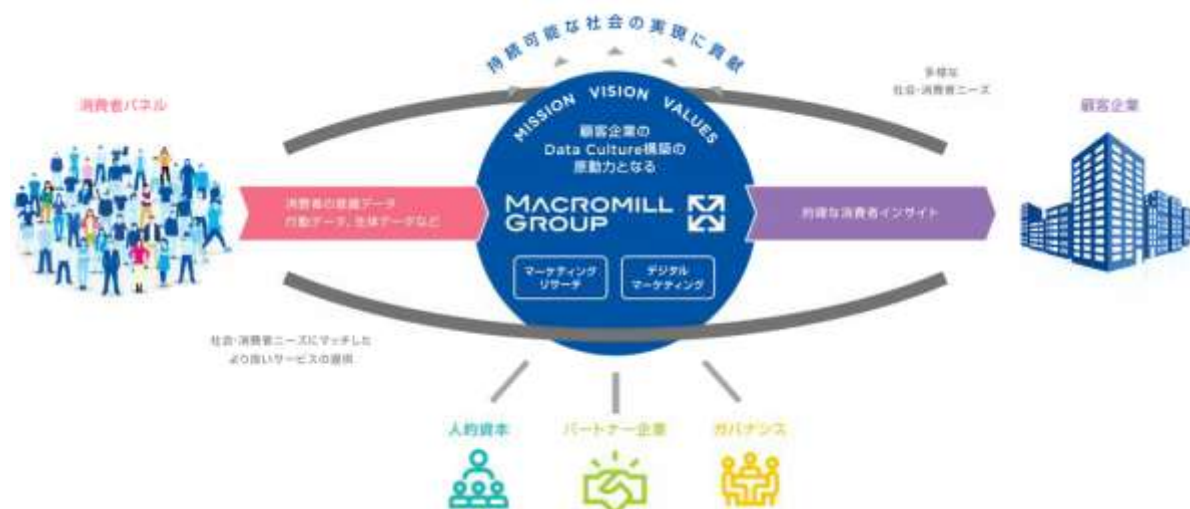 持続可能な社会の実現に貢献
消費者パネル
多様な
社会・消費者ニーズ
顧客企業
MISSION VISION VALUES
顧客企業の
Data Culture構築の
原動力となる
消費者の意識データ
行動データ、生体データなど
MACROMILL
GROUP
的確な消費者インサイト
マーケティング
リサーチ
デジタル
マーケティング
社会・消費者ニーズにマッチした
より良いサービスの提供
人的資本
パートナー企業
ガバナンス